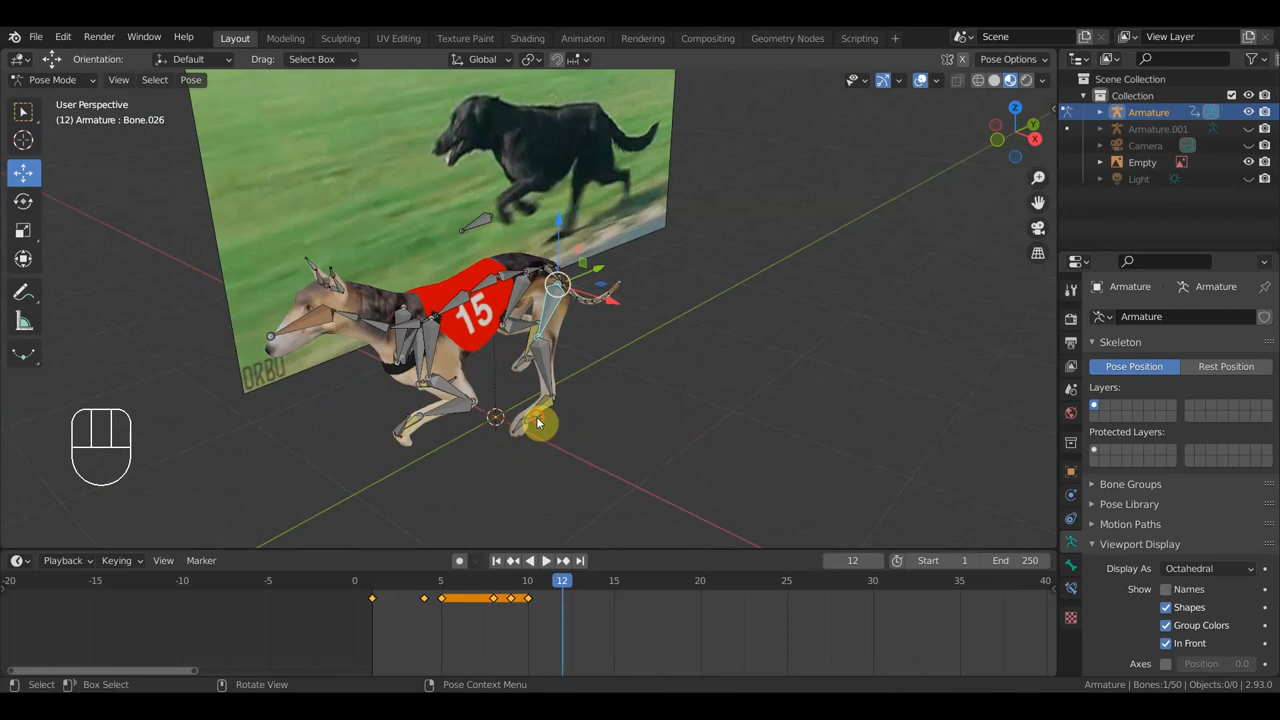 File Edit Render Window Help Layout Modeling Sculpting UV Editing Texture Paint Shading Animation Rendering Compositing Geometry Nodes Scripting + Scene View Layer
Orientation: Default Drag: Select Box Global X Pose Options
Pose Mode View Select Pose
User Perspective
(12) Armature : Bone.026
Z
Y
X
15
ORBU
Scene Collection
Collection
Armature
Armature.001
Camera
Empty
Light
Armature Armature
Armature
Skeleton
Pose Position Rest Position
Layers:
Protected Layers:
Bone Groups
Pose Library
Motion Paths
Viewport Display
Display As Octahedral
Show Names
Shapes
Group Colors
In Front
Axes Position 0.0
Playback Keying View Marker 12 Start 1 End 250
-20 -15 -10 -5 0 5 10 12 15 20 25 30 35 40
Select Box Select Rotate View Pose Context Menu Armature | Bones:1/50 | Objects:0/0 | 2.93.0